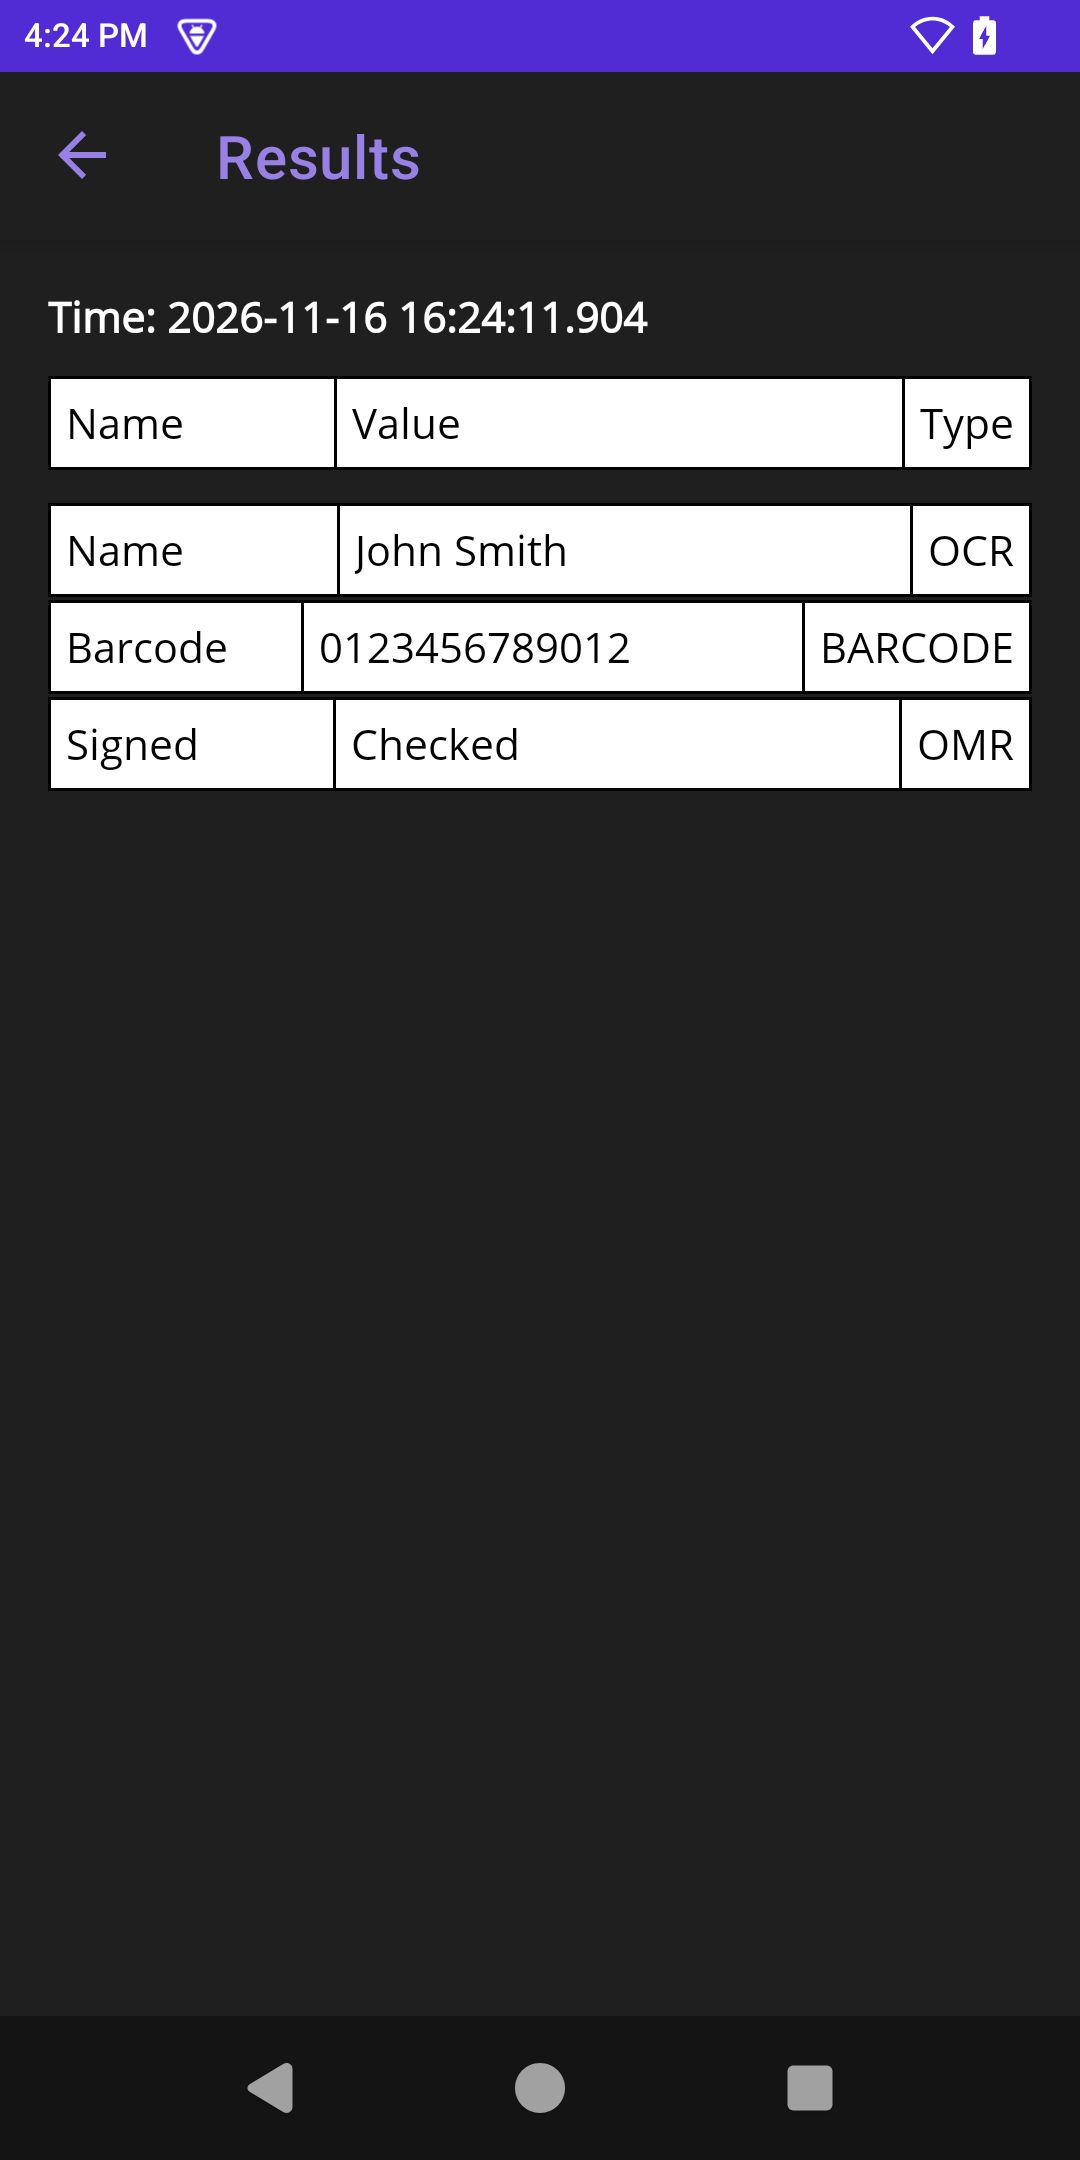 4:24 PM
Results
Time: 2026-11-16 16:24:11.904
Name Value Type
Name John Smith OCR
Barcode 0123456789012 BARCODE
Signed Checked OMR